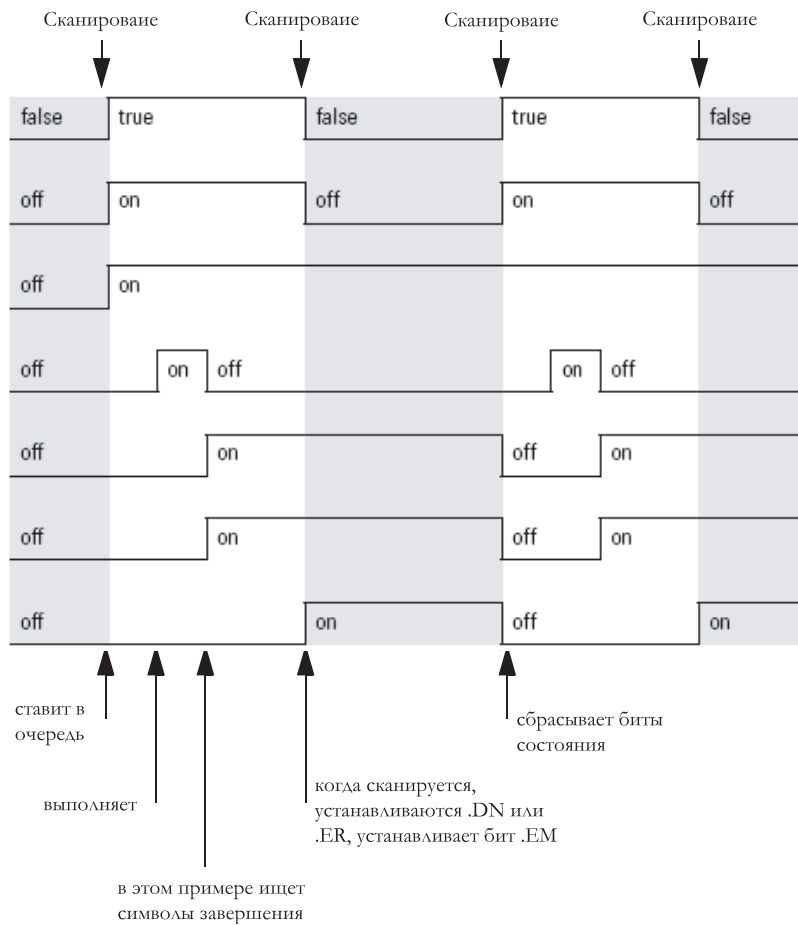 Сканироваие Сканироваие Сканироваие Сканироваие
false true false true false
off on off on off
off on
off on off on off
off on off on
off on off on
off on off on
ставит в
очередь
выполняет
в этом примере ищет
символы завершения
когда сканируется,
устанавливаются .DN или
.ER, устанавливает бит .EM
сбрасывает биты
состояния